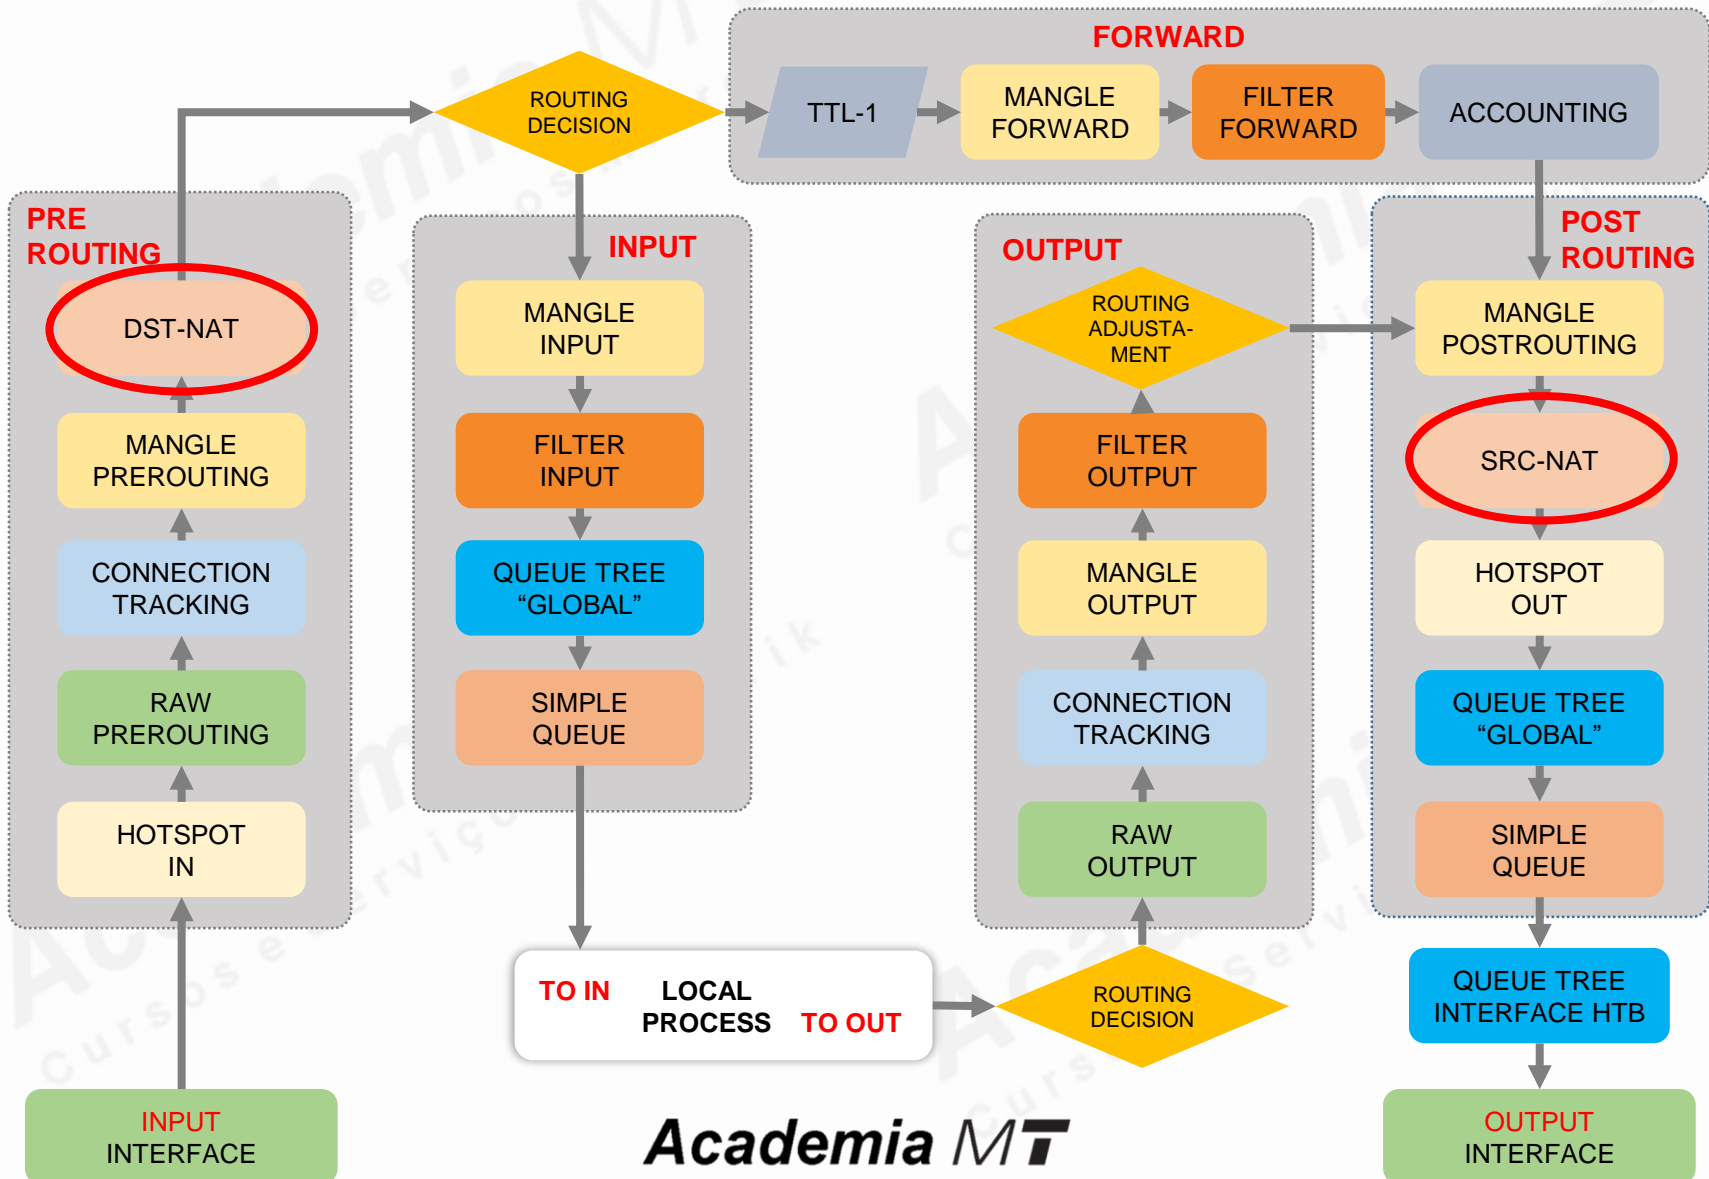 FORWARD
ROUTING
DECISION
TTL-1
MANGLE
FORWARD
FILTER
FORWARD
ACCOUNTING
PRE
ROUTING
DST-NAT
MANGLE
PREROUTING
CONNECTION
TRACKING
RAW
PREROUTING
HOTSPOT
IN
INPUT
INTERFACE
INPUT
MANGLE
INPUT
FILTER
INPUT
QUEUE TREE
“GLOBAL”
SIMPLE
QUEUE
TO IN
LOCAL
PROCESS
TO OUT
ROUTING
DECISION
OUTPUT
ROUTING
ADJUSTA-
MENT
FILTER
OUTPUT
MANGLE
OUTPUT
CONNECTION
TRACKING
RAW
OUTPUT
POST
ROUTING
MANGLE
POSTROUTING
SRC-NAT
HOTSPOT
OUT
QUEUE TREE
“GLOBAL”
SIMPLE
QUEUE
QUEUE TREE
INTERFACE HTB
OUTPUT
INTERFACE
Academia MT